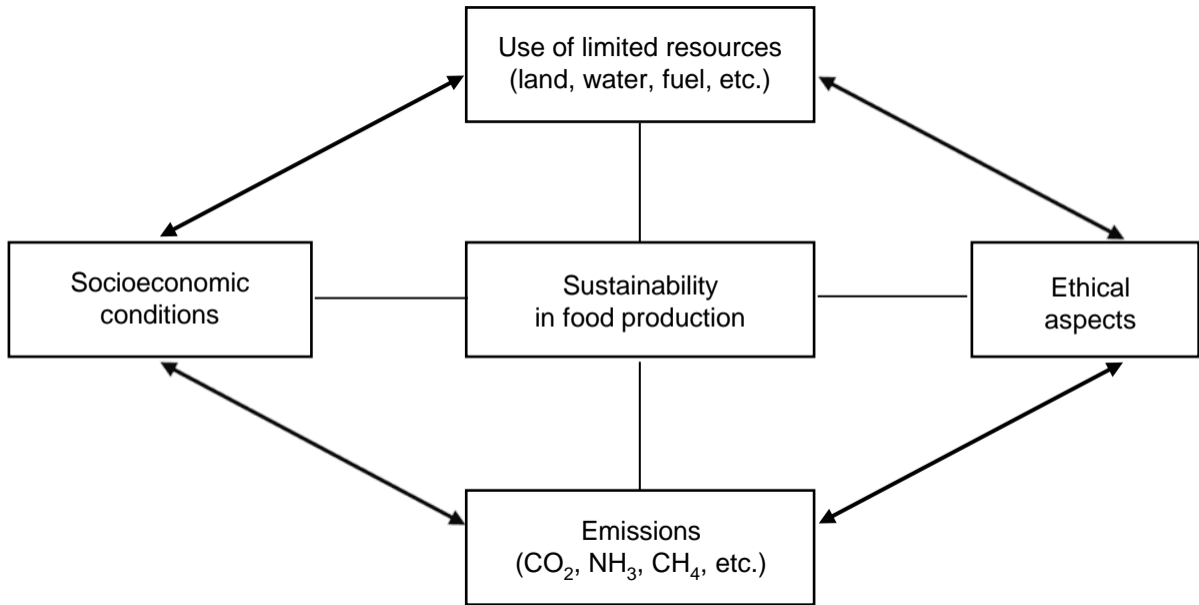 Use of limited resources
(land, water, fuel, etc.)
Socioeconomic
conditions
Sustainability
in food production
Ethical
aspects
Emissions
(CO₂, NH₃, CH₄, etc.)